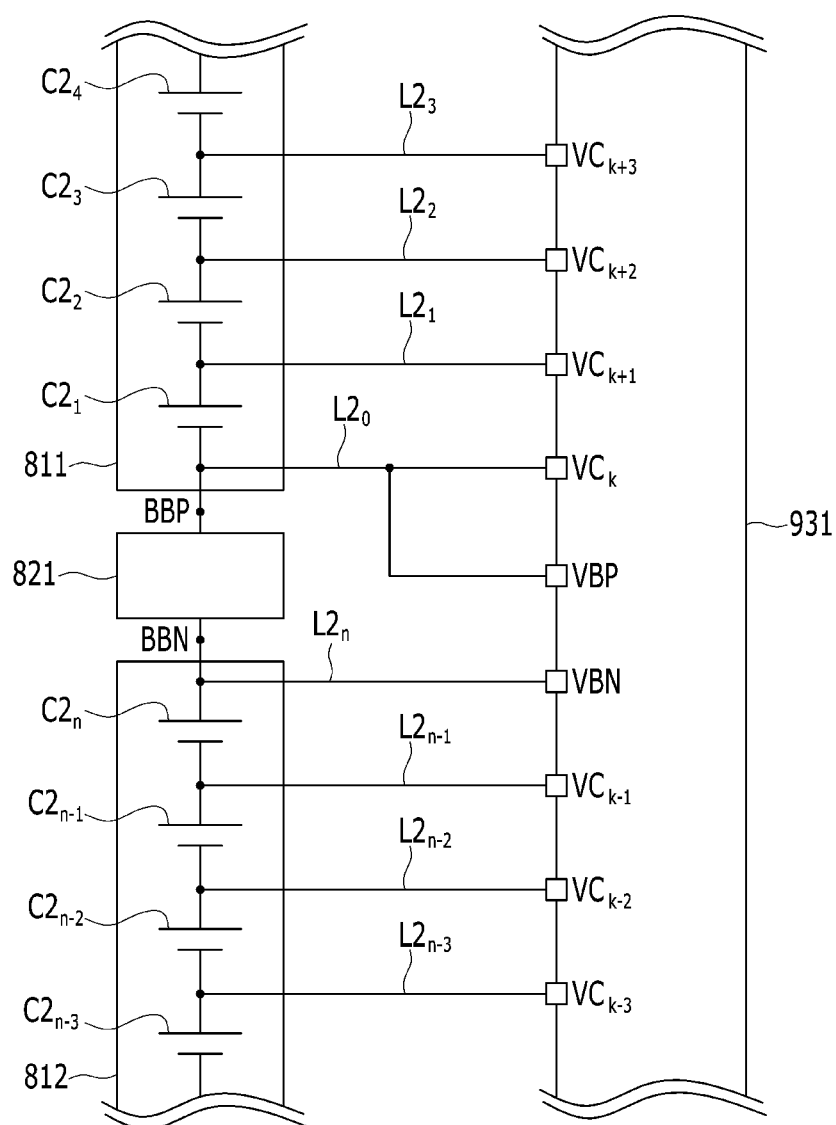 C2₄
L2₃
VCₖ₊₃
C2₃
L2₂
VCₖ₊₂
C2₂
L2₁
VCₖ₊₁
C2₁
L2₀
811
VCₖ
BBP
931
821
VBP
BBN
L2ₙ
VBN
C2ₙ
L2ₙ₋₁
VCₖ₋₁
C2ₙ₋₁
L2ₙ₋₂
VCₖ₋₂
C2ₙ₋₂
L2ₙ₋₃
VCₖ₋₃
C2ₙ₋₃
812